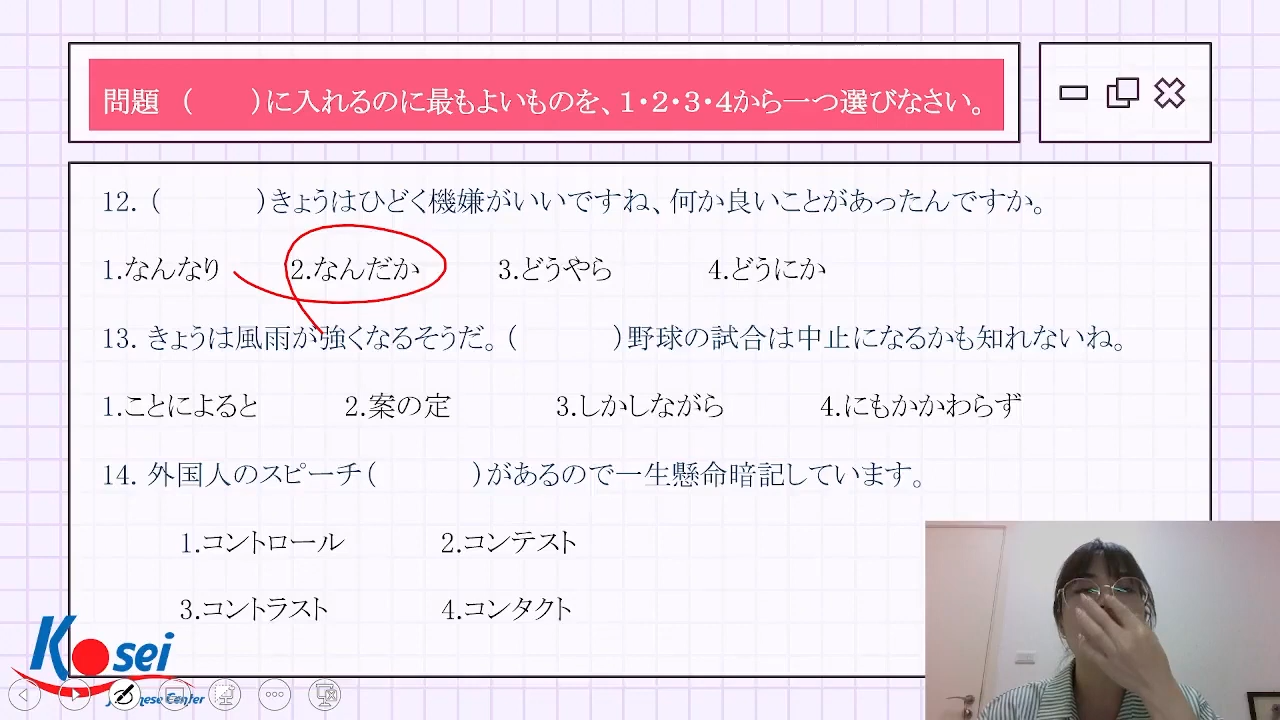 問題 （　　）に入れるのに最もよいものを、1・2・3・4から一つ選びなさい。
12. (　　)きょうはひどく機嫌がいいですね、何か良いことがあったんですか。
1.なんなり 2.なんだか 3.どうやら 4.どうにか
13. きょうは風雨が強くなるそうだ。(　　)野球の試合は中止になるかも知れないね。
1.ことによると 2.案の定 3.しかしながら 4.にもかかわらず
14. 外国人のスピーチ(　　)があるので一生懸命暗記しています。
1.コントロール 2.コンテスト
3.コントラスト 4.コンタクト
Kosei
Center